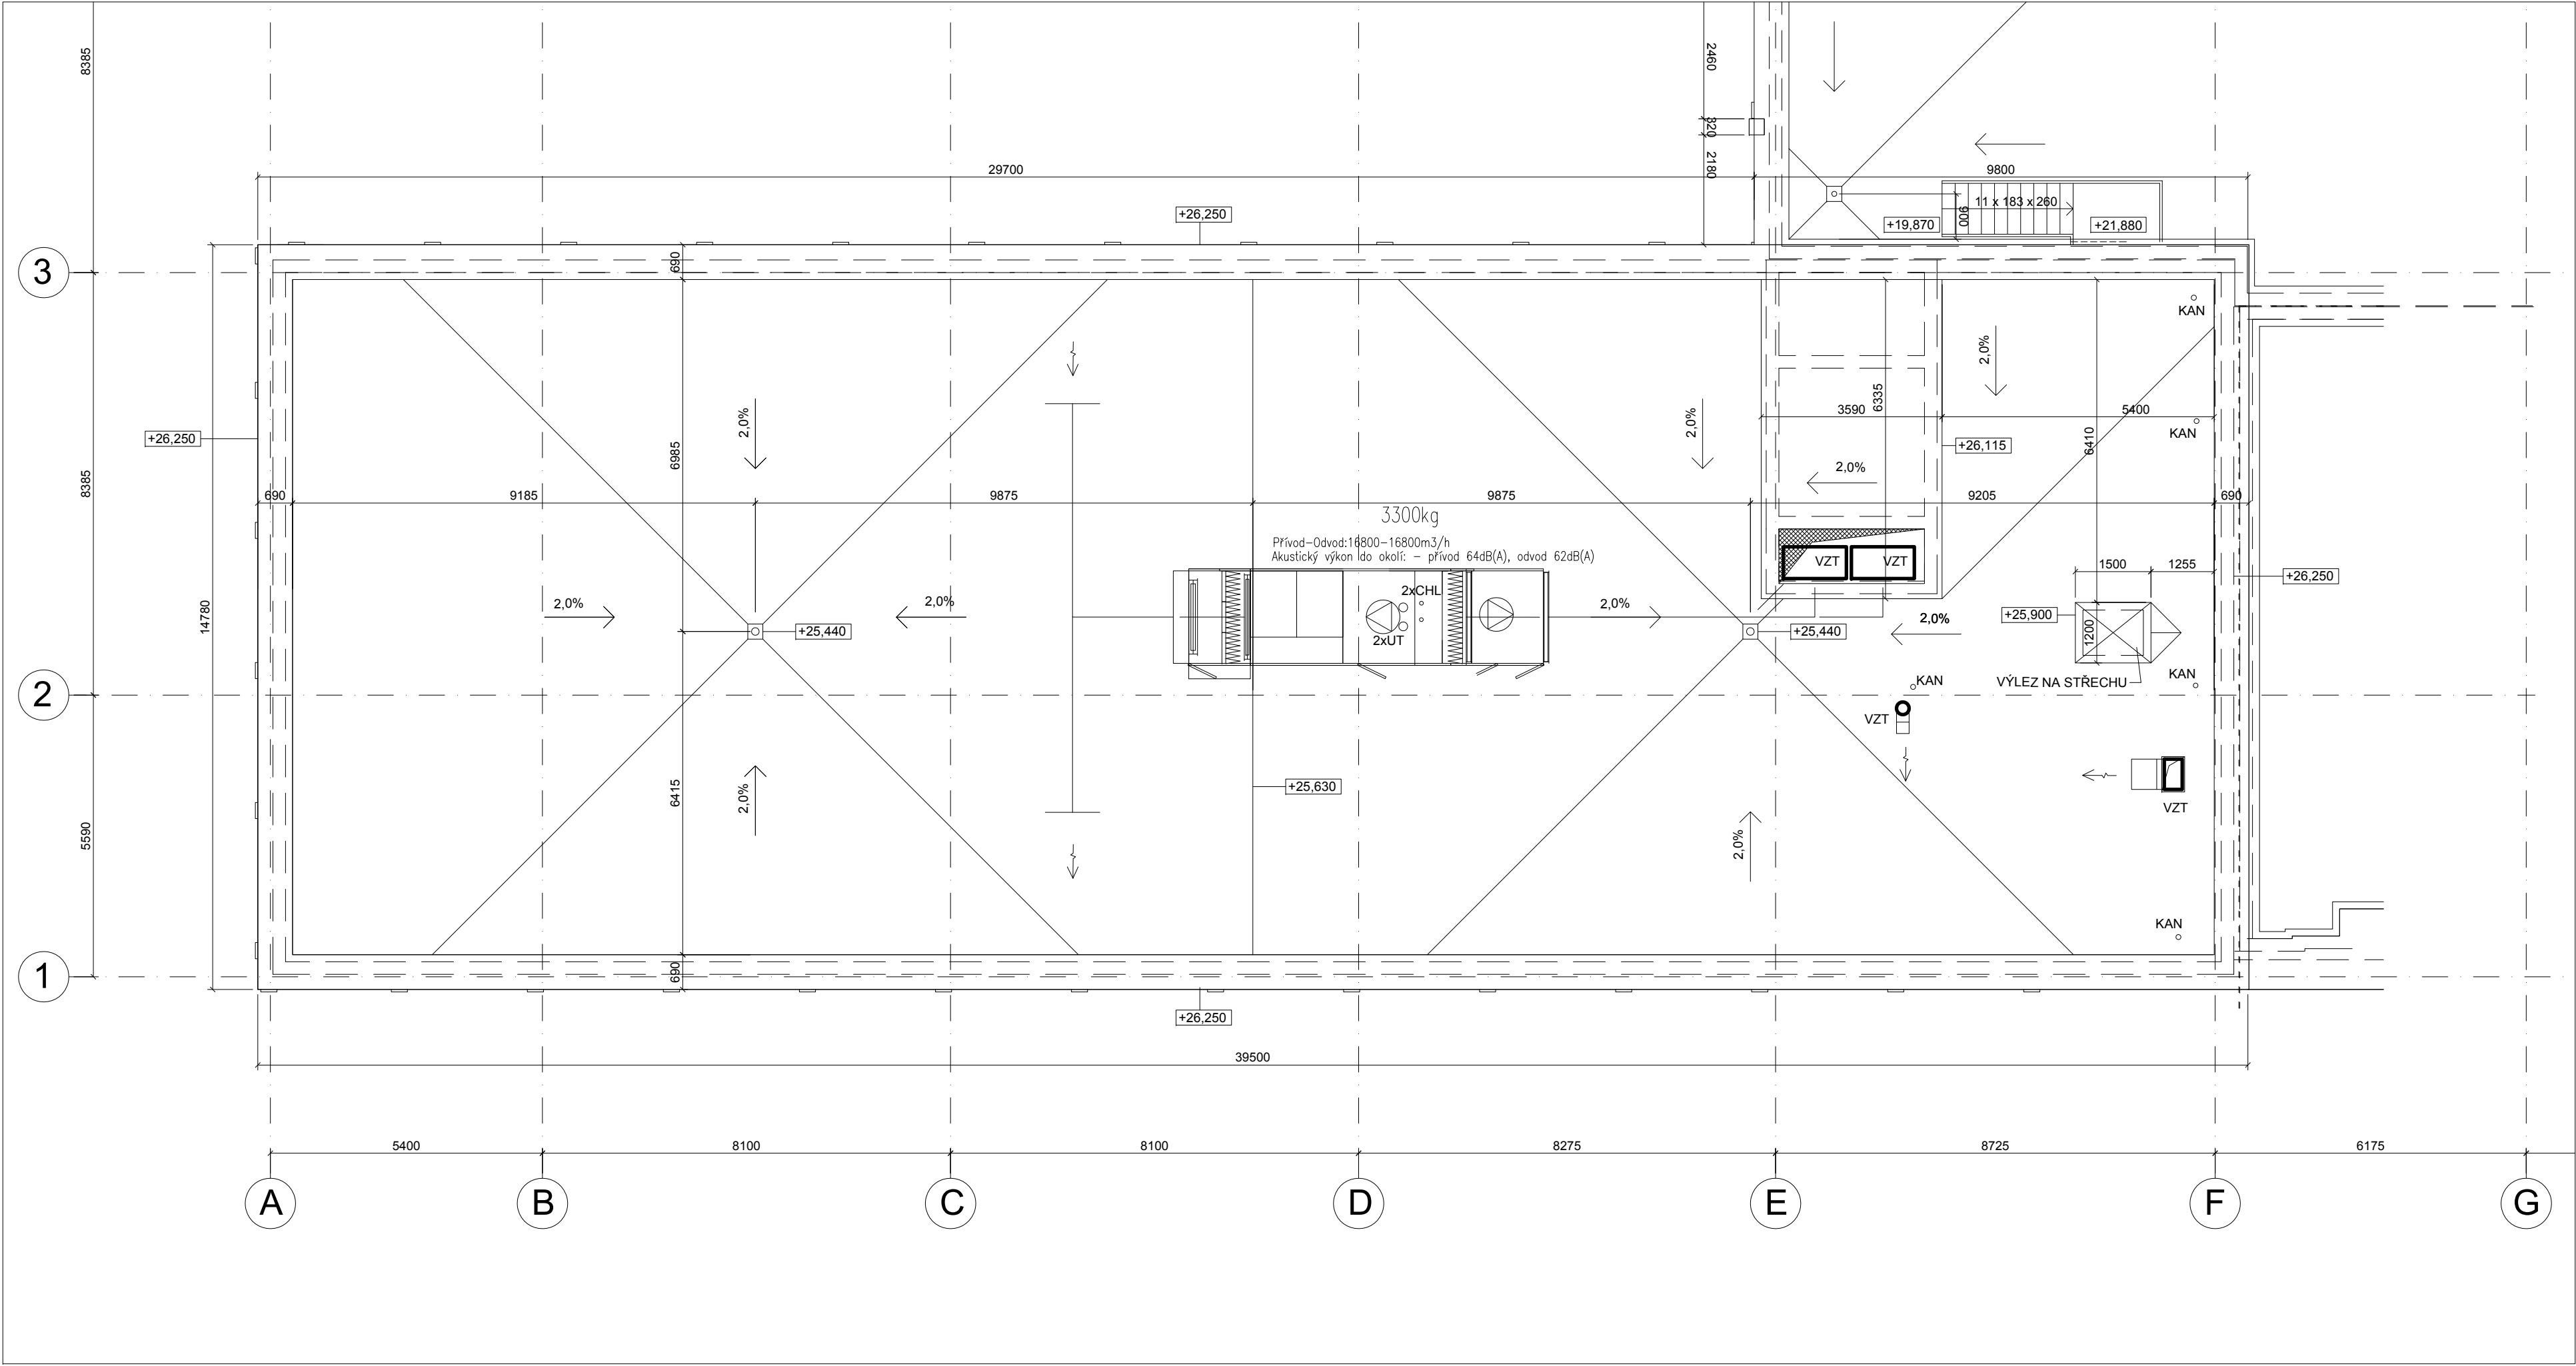 8385
2460
320
2180
29700
9800
11 x 183 x 260
900
+19,870
+21,880
+26,250
3
690
KAN
2,0%
6335
3590
5400
2,0%
2,0%
KAN
6410
+26,250
+26,115
6985
2,0%
8385
690
9185
9875
9875
9205
690
3300kg
Přívod-Odvod:16800-16800m3/h
Akustický výkon do okolí: - přívod 64dB(A), odvod 62dB(A)
VZT
VZT
1500
1255
+26,250
2xCHL
14780
2,0%
2,0%
2,0%
2,0%
+25,900
1200
+25,440
2xUT
+25,440
KAN
KAN
VÝLEZ NA STŘECHU
2
VZT
+25,630
6415
2,0%
VZT
5590
2,0%
KAN
690
1
+26,250
39500
5400
8100
8100
8275
8725
6175
A
B
C
D
E
F
G